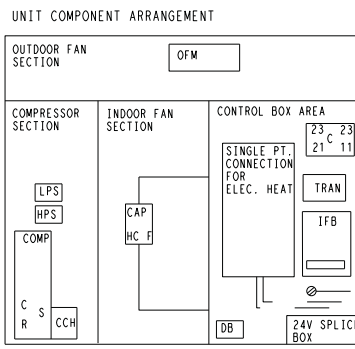 UNIT COMPONENT ARRANGEMENT
OUTDOOR FAN
SECTION
OFM
COMPRESSOR
SECTION
LPS
HPS
COMP
C
S
R
CCH
INDOOR FAN
SECTION
CAP
HC F
CONTROL BOX AREA
23 23
C
21 11
SINGLE PT.
CONNECTION
FOR
ELEC. HEAT
TRAN
IFB
DB
24V SPLIC
BOX